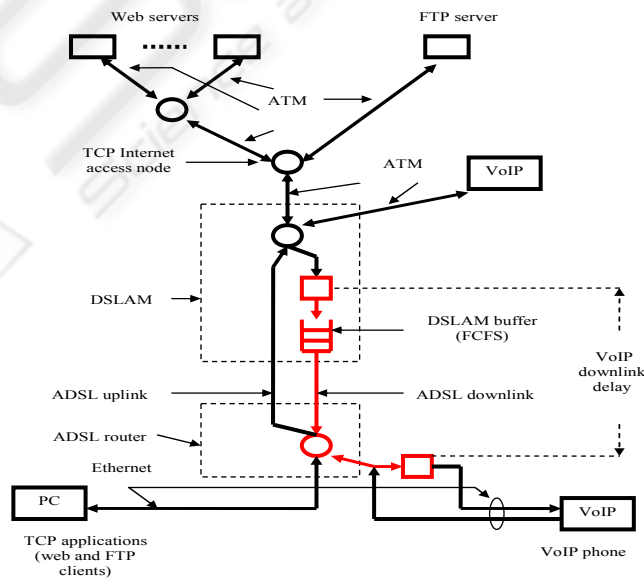 Web servers
FTP server
ATM
TCP Internet
access node
ATM
VoIP
DSLAM
DSLAM buffer
(FCFS)
VoIP
downlink
delay
ADSL uplink
ADSL downlink
ADSL router
Ethernet
PC
VoIP
TCP applications
(web and FTP
clients)
VoIP phone